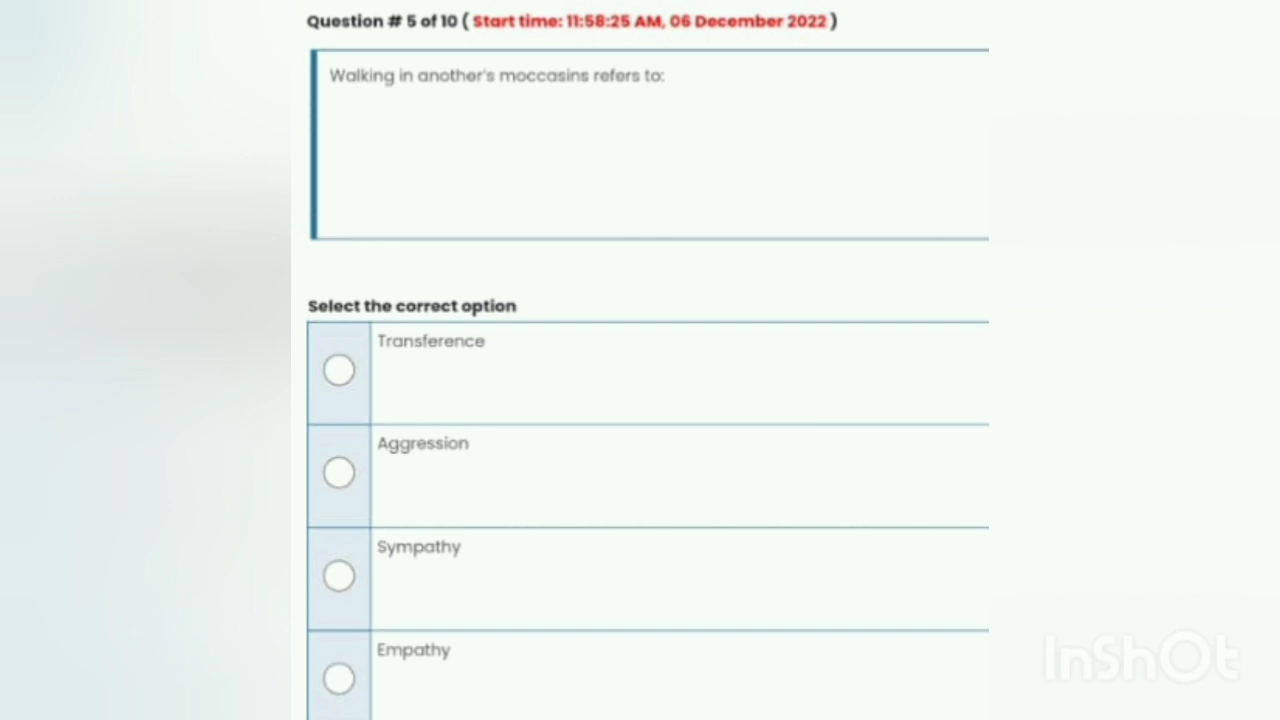 Question # 5 of 10 ( Start time: 11:58:25 AM, 06 December 2022 )
Walking in another's moccasins refers to:
Select the correct option
Transference
Aggression
Sympathy
Empathy
InShOt